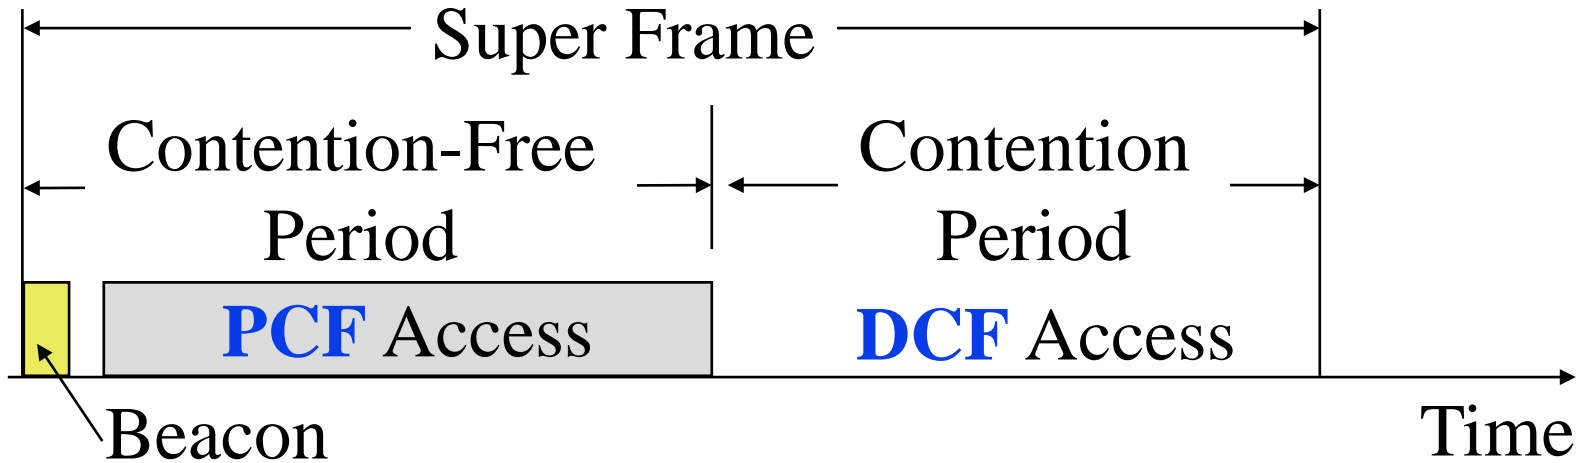 Super Frame
Contention-Free
Period
Contention
Period
PCF Access
DCF Access
Beacon
Time